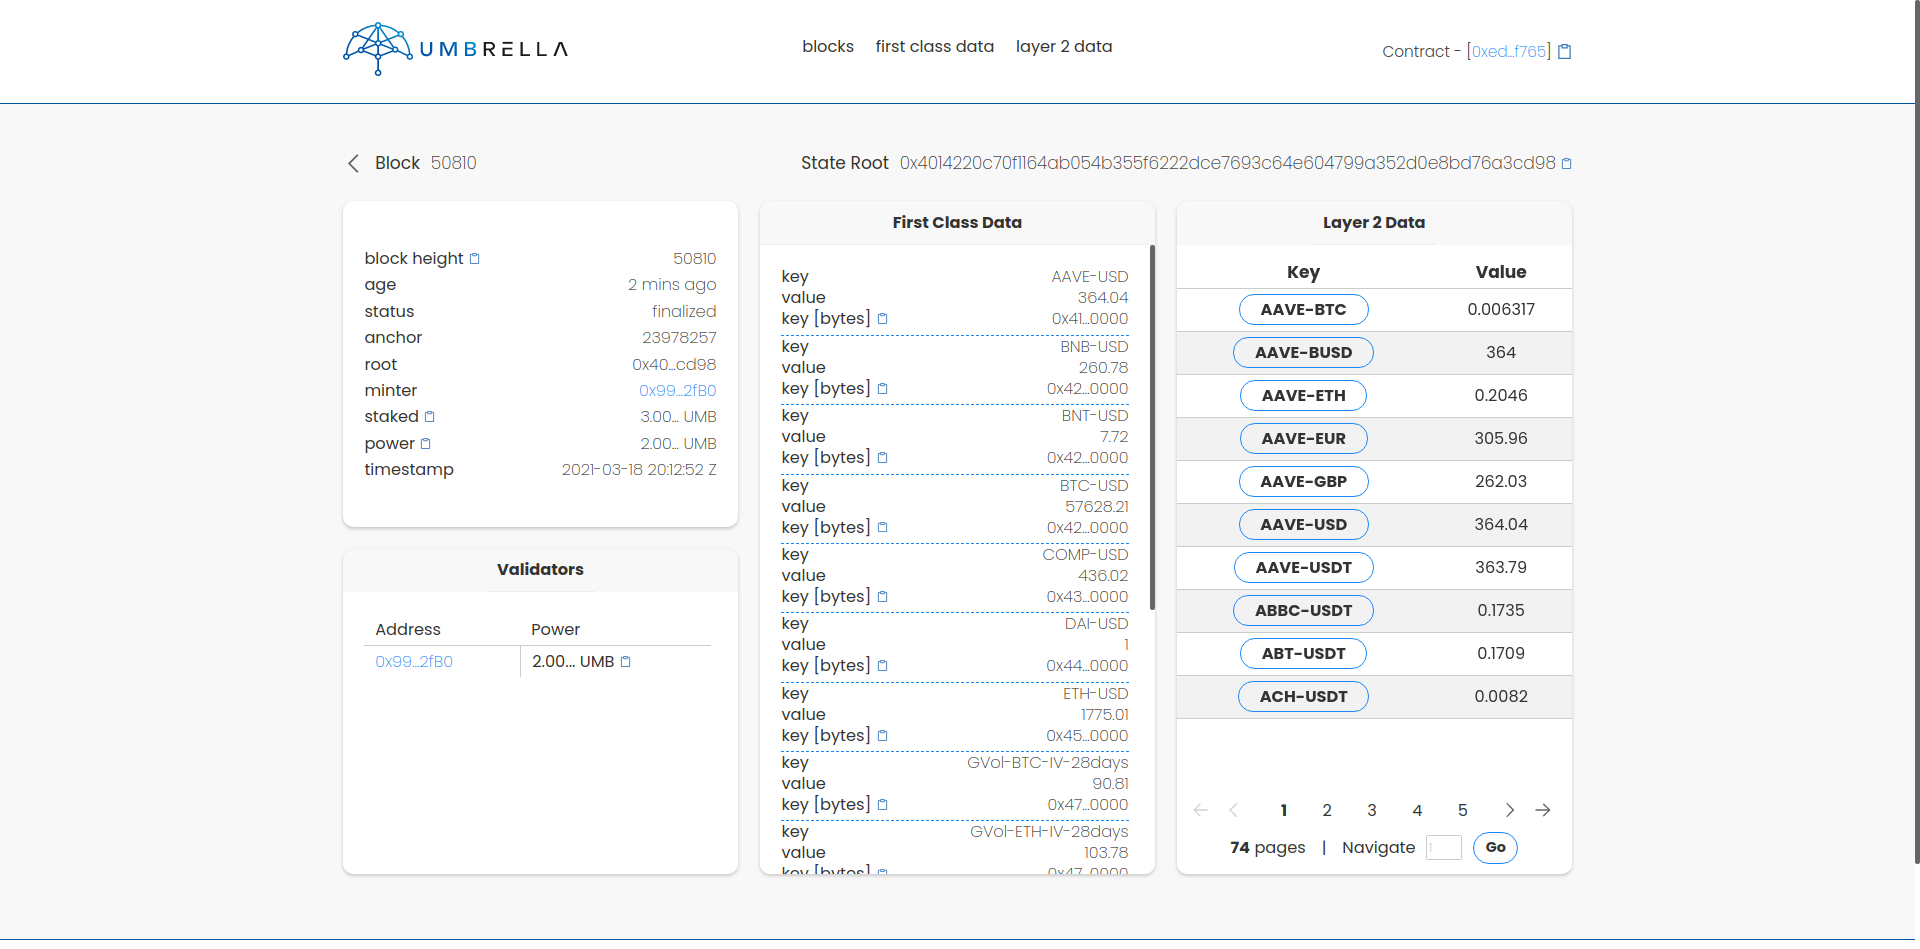 UMBRELLA
blocks first class data layer 2 data
Contract - [0xed...f765]
Block 50810
State Root 0x4014220c70f1164ab054b355f6222dce7693c64e604799a352d0e8bd76a3cd98
block height 50810
age 2 mins ago
status finalized
anchor 23978257
root 0x40...cd98
minter 0x99...2fB0
staked 3.00... UMB
power 2.00... UMB
timestamp 2021-03-18 20:12:52 Z
Validators
Address Power
0x99...2fB0 2.00... UMB
First Class Data
key AAVE-USD
value 364.04
key [bytes] 0x41...0000
key BNB-USD
value 260.78
key [bytes] 0x42...0000
key BNT-USD
value 7.72
key [bytes] 0x42...0000
key BTC-USD
value 57628.21
key [bytes] 0x42...0000
key COMP-USD
value 436.02
key [bytes] 0x43...0000
key DAI-USD
value 1
key [bytes] 0x44...0000
key ETH-USD
value 1775.01
key [bytes] 0x45...0000
key GVol-BTC-IV-28days
value 90.81
key [bytes] 0x47...0000
key GVol-ETH-IV-28days
value 103.78
key [bytes] 0x47...0000
Layer 2 Data
Key Value
AAVE-BTC 0.006317
AAVE-BUSD 364
AAVE-ETH 0.2046
AAVE-EUR 305.96
AAVE-GBP 262.03
AAVE-USD 364.04
AAVE-USDT 363.79
ABBC-USDT 0.1735
ABT-USDT 0.1709
ACH-USDT 0.0082
1 2 3 4 5
74 pages | Navigate 1 Go